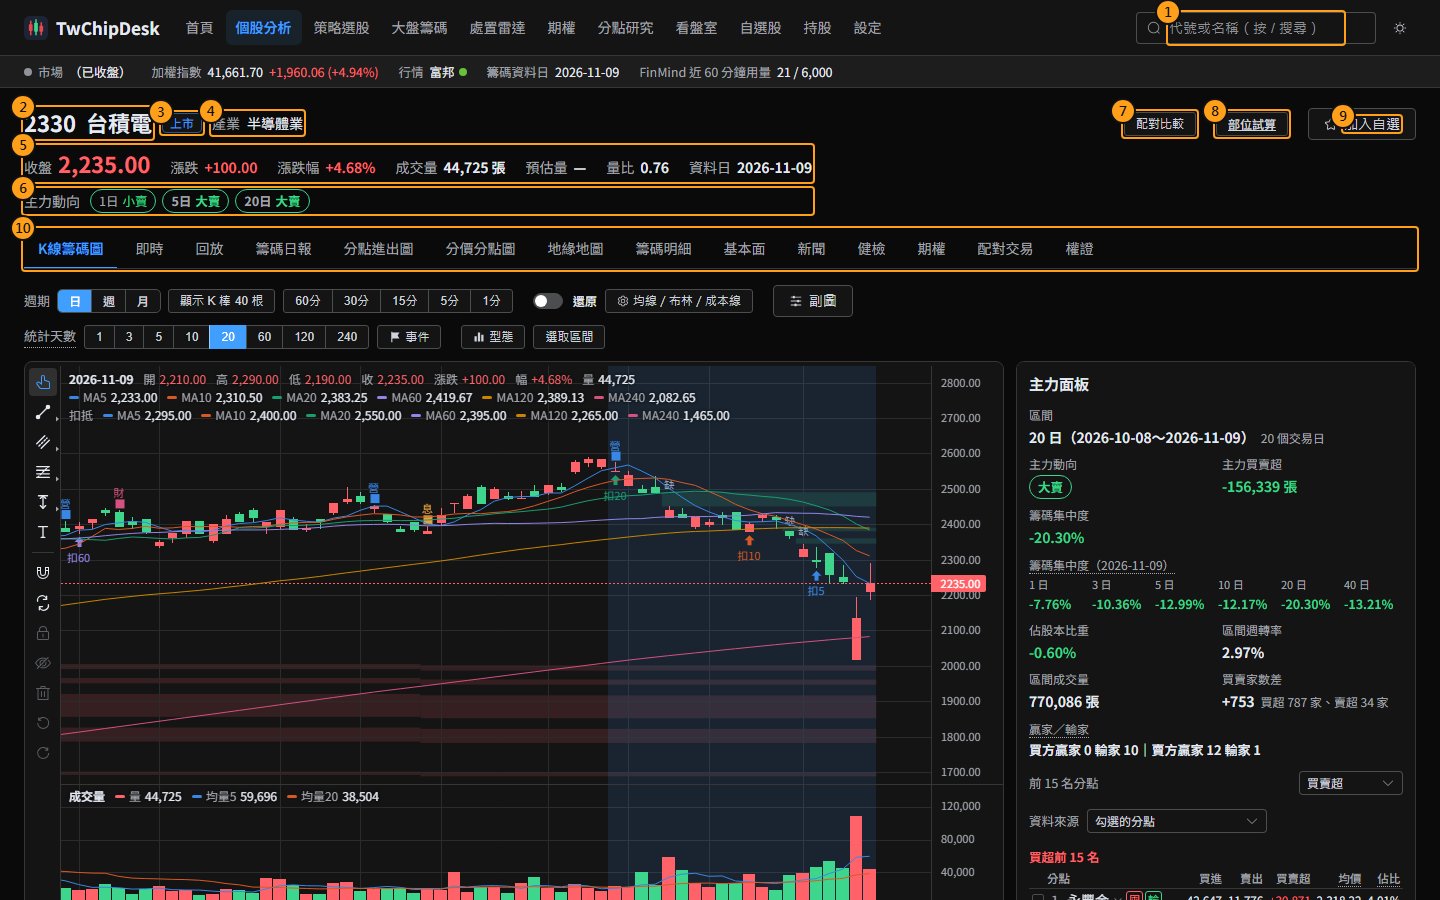 1
TwChipDesk 首頁 個股分析 策略選股 大盤籌碼 處置雷達 期權 分點研究 看盤室 自選股 持股 設定 代號或名稱（按 / 搜尋）
市場 （已收盤） 加權指數 41,661.70 +1,960.06 (+4.94%) 行情 富邦 籌碼資料日 2026-11-09 FinMind 近 60 分鐘用量 21 / 6,000
2 3 4 7 8 9
2330 台積電 上市 產業 半導體業 配對比較 部位試算 加入自選
5
收盤 2,235.00 漲跌 +100.00 漲跌幅 +4.68% 成交量 44,725 張 預估量 — 量比 0.76 資料日 2026-11-09
6
主力動向 1日 小賣 5日 大賣 20日 大賣
10
K線籌碼圖 即時 回放 籌碼日報 分點進出圖 分價分點圖 地緣地圖 籌碼明細 基本面 新聞 健檢 期權 配對交易 權證
週期 日 週 月 顯示 K 棒 40 根 60分 30分 15分 5分 1分 還原 均線 / 布林 / 成本線 副圖
統計天數 1 3 5 10 20 60 120 240 事件 型態 選取區間
2026-11-09 開 2,210.00 高 2,290.00 低 2,190.00 收 2,235.00 漲跌 +100.00 幅 +4.68% 量 44,725
MA5 2,233.00 MA10 2,310.50 MA20 2,383.25 MA60 2,419.67 MA120 2,389.13 MA240 2,082.65
扣抵 MA5 2,295.00 MA10 2,400.00 MA20 2,550.00 MA60 2,395.00 MA120 2,265.00 MA240 1,465.00
2800.00
2700.00
2600.00
2500.00
2400.00
2300.00
2235.00
2200.00
2100.00
2000.00
1900.00
1800.00
1700.00
營
財
營
息
營
扣60
扣20
缺
扣10
缺
缺
扣5
成交量 量 44,725 均量5 59,696 均量20 38,504
120,000
80,000
40,000
主力面板
區間
20 日（2026-10-08～2026-11-09） 20 個交易日
主力動向 主力買賣超
大賣 -156,339 張
籌碼集中度
-20.30%
籌碼集中度（2026-11-09）
1 日 3 日 5 日 10 日 20 日 40 日
-7.76% -10.36% -12.99% -12.17% -20.30% -13.21%
佔股本比重 區間週轉率
-0.60% 2.97%
區間成交量 買賣家數差
770,086 張 +753 買超 787 家、賣超 34 家
贏家／輸家
買方贏家 0 輸家 10｜賣方贏家 12 輸家 1
前 15 名分點 買賣超
資料來源 勾選的分點
買超前 15 名
分點 買進 賣出 買賣超 均價 佔比